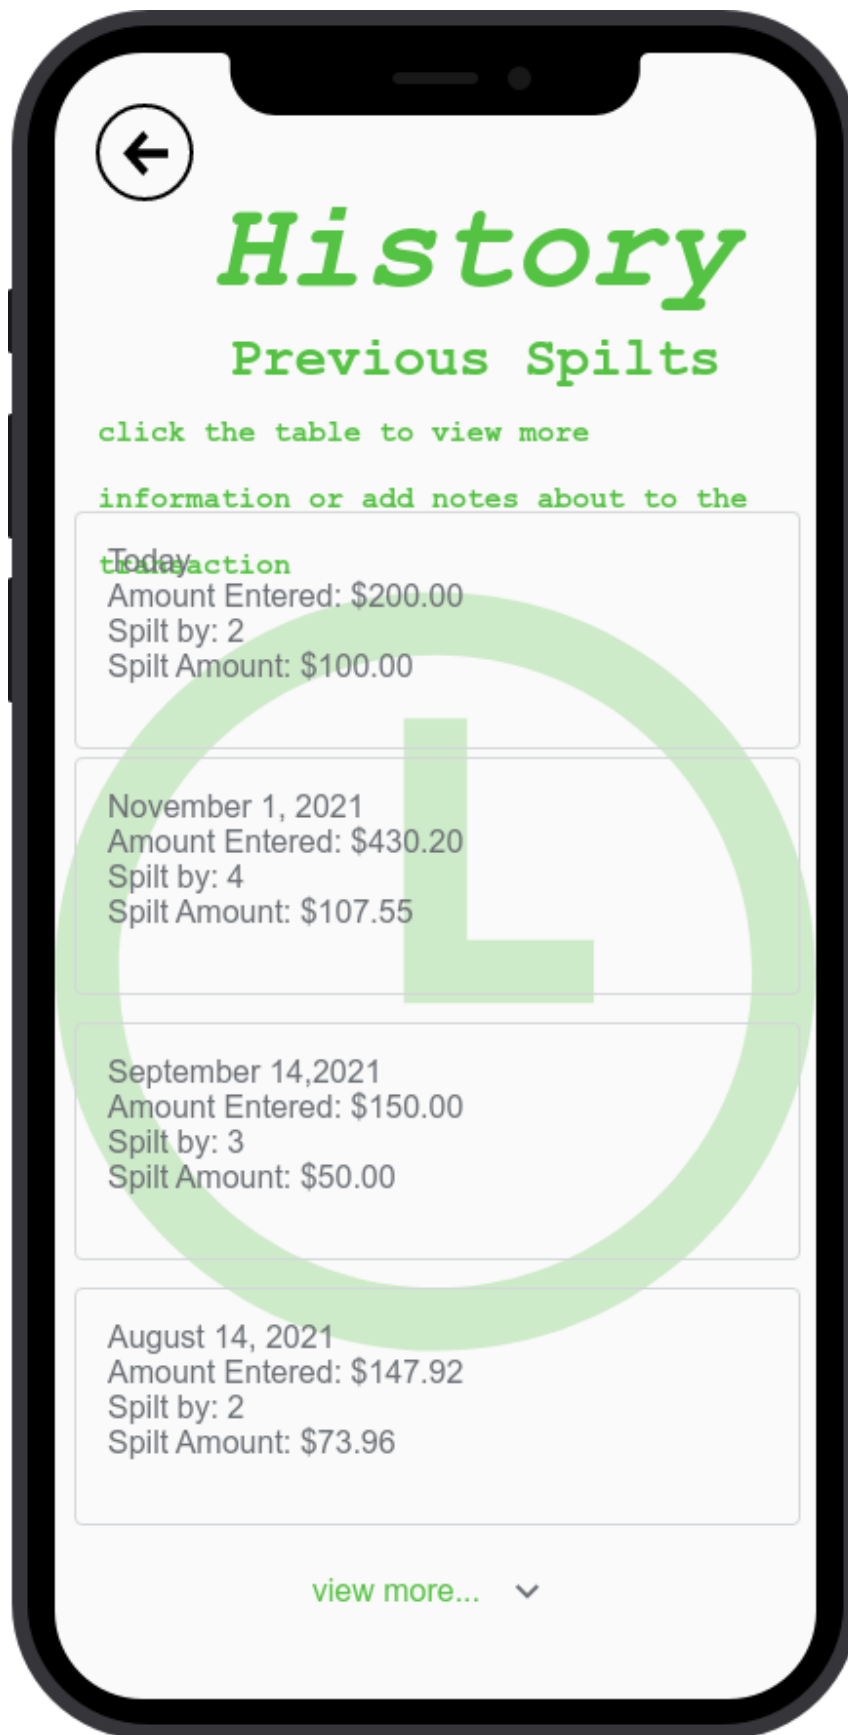 History
Previous Spilts
click the table to view more
information or add notes about to the
transaction
Today
Amount Entered: $200.00
Spilt by: 2
Spilt Amount: $100.00
November 1, 2021
Amount Entered: $430.20
Spilt by: 4
Spilt Amount: $107.55
September 14,2021
Amount Entered: $150.00
Spilt by: 3
Spilt Amount: $50.00
August 14, 2021
Amount Entered: $147.92
Spilt by: 2
Spilt Amount: $73.96
view more...